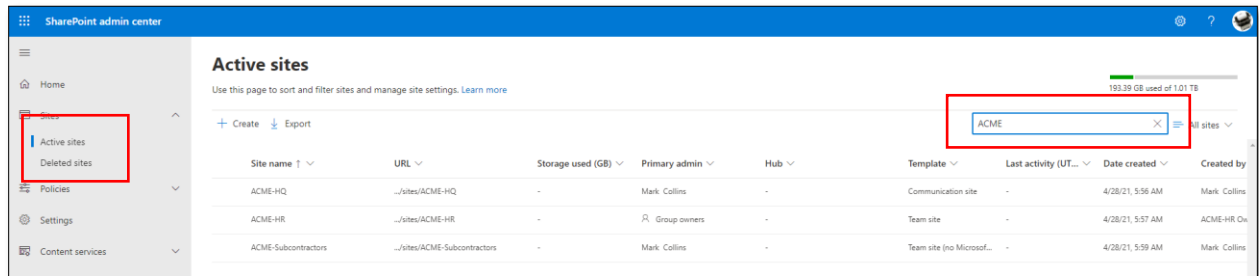 SharePoint admin center
?
Home
Sites
Active sites
Deleted sites
Policies
Settings
Content services
Active sites
Use this page to sort and filter sites and manage site settings. Learn more
193.39 GB used of 1.01 TB
+ Create Export
ACME
All sites
Site name ↑ URL Storage used (GB) Primary admin Hub Template Last activity (UT... Date created Created by
ACME-HQ .../sites/ACME-HQ - Mark Collins - Communication site - 4/28/21, 5:56 AM Mark Collins
ACME-HR .../sites/ACME-HR - Group owners - Team site - 4/28/21, 5:57 AM ACME-HR Ow
ACME-Subcontractors .../sites/ACME-Subcontractors - Mark Collins - Team site (no Microsof... - 4/28/21, 5:59 AM Mark Collins